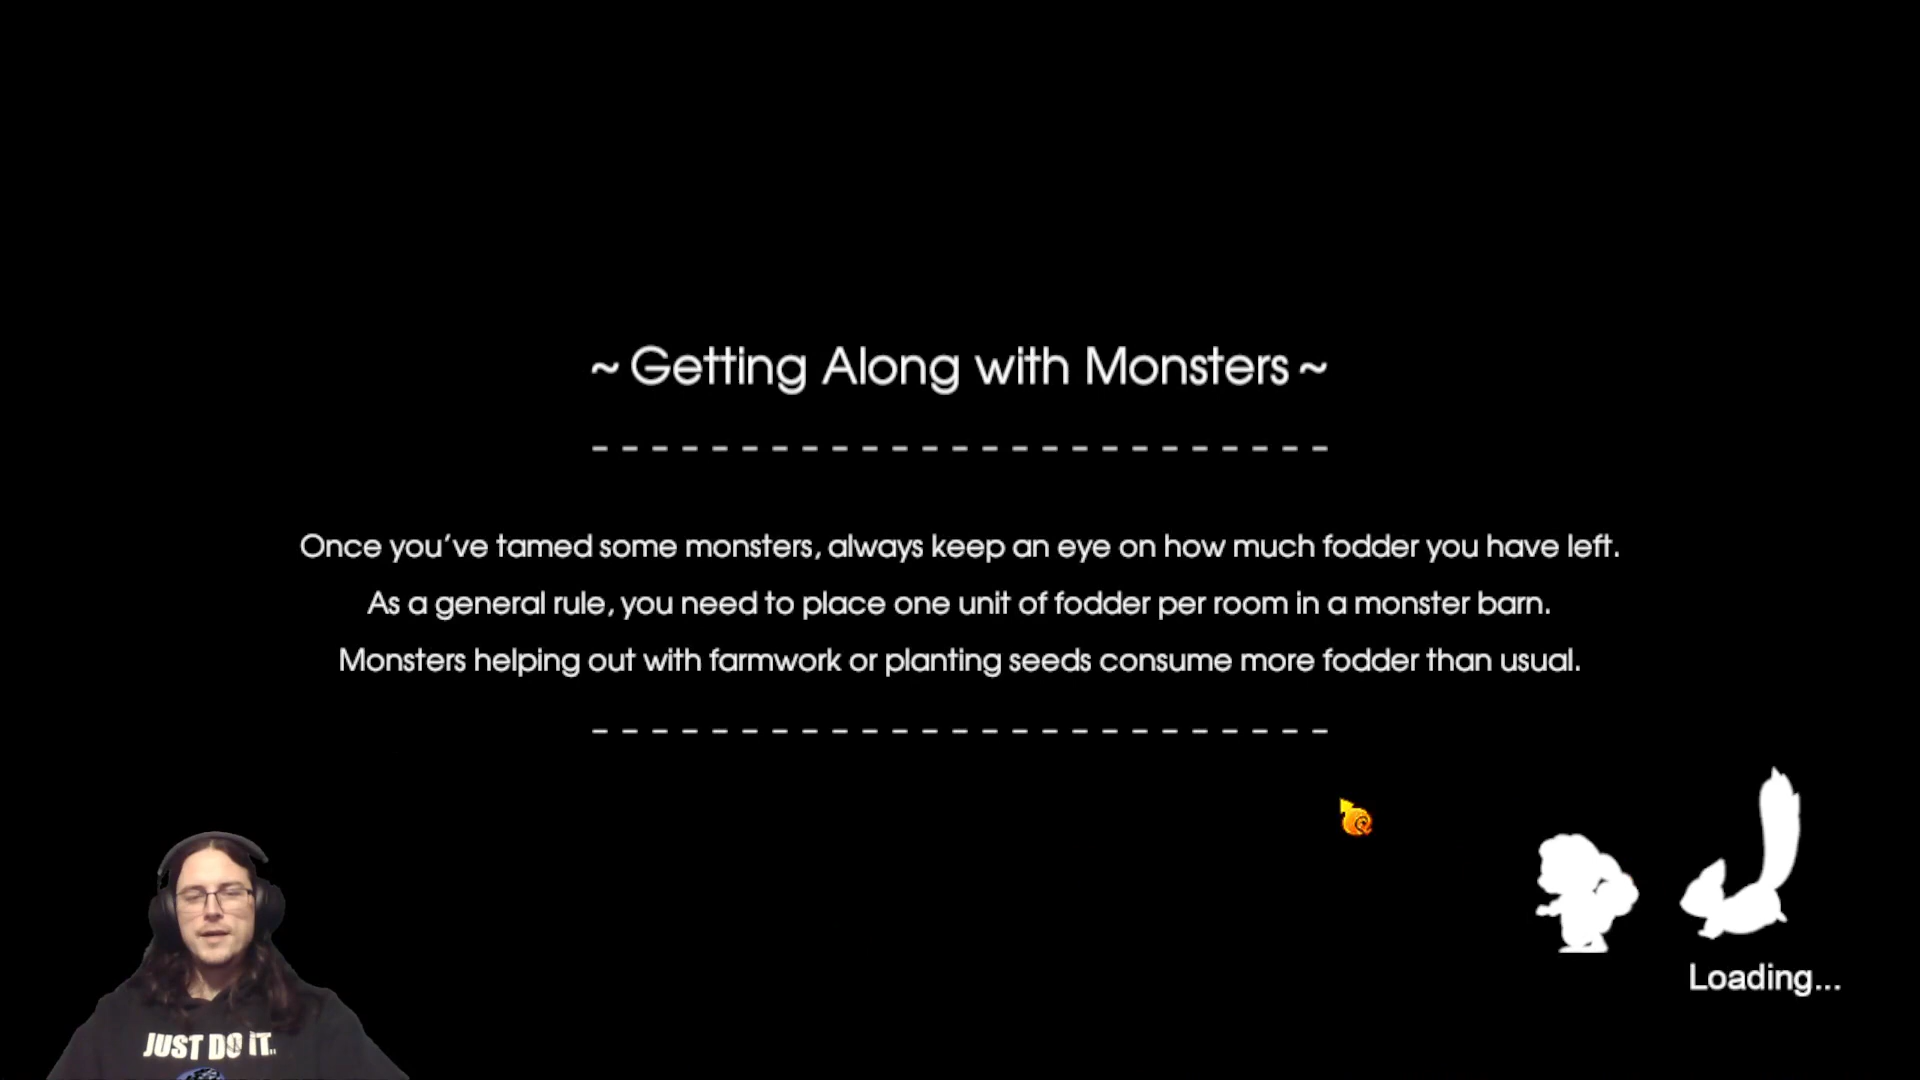 ~ Getting Along with Monsters ~
Once you've tamed some monsters, always keep an eye on how much fodder you have left.
As a general rule, you need to place one unit of fodder per room in a monster barn.
Monsters helping out with farmwork or planting seeds consume more fodder than usual.
Loading...
JUST DO IT..